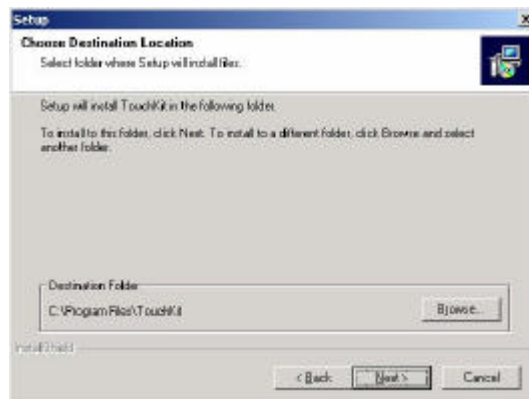 Setup
Choose Destination Location
Select folder where Setup will install files.
Setup will install TouchKit in the following folder.
To install to this folder, click Next. To install to a different folder, click Browse and select
another folder.
Destination Folder
C:\Program Files\TouchKit
Browse...
InstallShield
< Back
Next >
Cancel